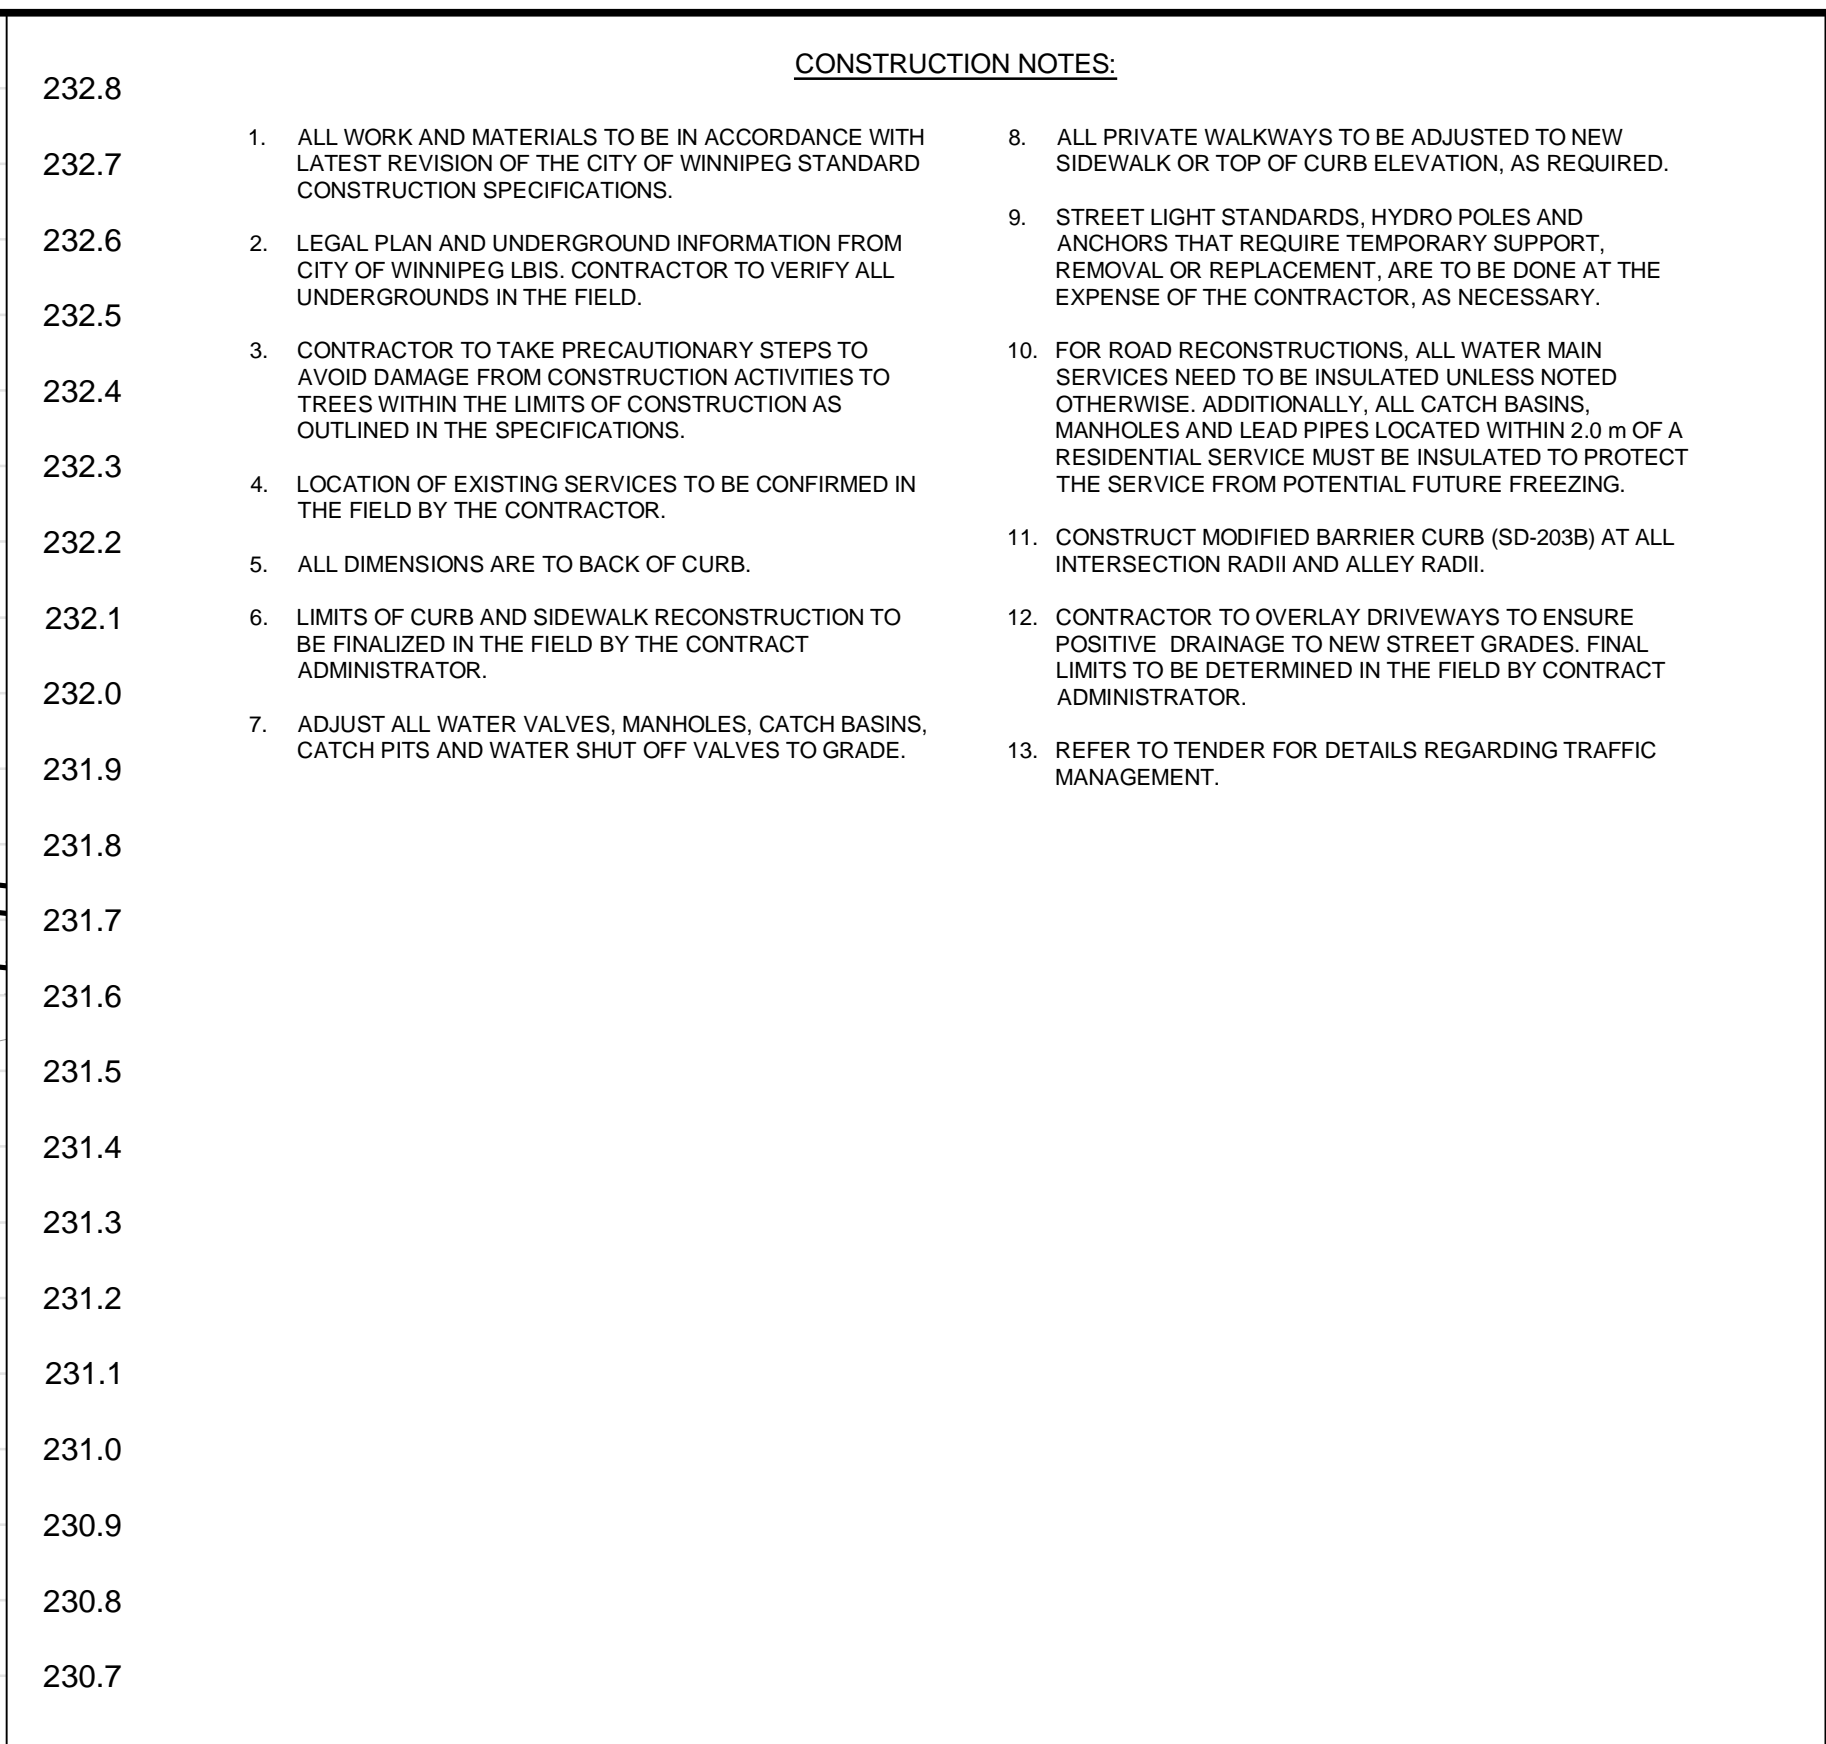 CONSTRUCTION NOTES:
232.8
232.7
232.6
232.5
232.4
232.3
232.2
232.1
232.0
231.9
231.8
231.7
231.6
231.5
231.4
231.3
231.2
231.1
231.0
230.9
230.8
230.7
1. ALL WORK AND MATERIALS TO BE IN ACCORDANCE WITH
LATEST REVISION OF THE CITY OF WINNIPEG STANDARD
CONSTRUCTION SPECIFICATIONS.
2. LEGAL PLAN AND UNDERGROUND INFORMATION FROM
CITY OF WINNIPEG LBIS. CONTRACTOR TO VERIFY ALL
UNDERGROUNDS IN THE FIELD.
3. CONTRACTOR TO TAKE PRECAUTIONARY STEPS TO
AVOID DAMAGE FROM CONSTRUCTION ACTIVITIES TO
TREES WITHIN THE LIMITS OF CONSTRUCTION AS
OUTLINED IN THE SPECIFICATIONS.
4. LOCATION OF EXISTING SERVICES TO BE CONFIRMED IN
THE FIELD BY THE CONTRACTOR.
5. ALL DIMENSIONS ARE TO BACK OF CURB.
6. LIMITS OF CURB AND SIDEWALK RECONSTRUCTION TO
BE FINALIZED IN THE FIELD BY THE CONTRACT
ADMINISTRATOR.
7. ADJUST ALL WATER VALVES, MANHOLES, CATCH BASINS,
CATCH PITS AND WATER SHUT OFF VALVES TO GRADE.
8. ALL PRIVATE WALKWAYS TO BE ADJUSTED TO NEW
SIDEWALK OR TOP OF CURB ELEVATION, AS REQUIRED.
9. STREET LIGHT STANDARDS, HYDRO POLES AND
ANCHORS THAT REQUIRE TEMPORARY SUPPORT,
REMOVAL OR REPLACEMENT, ARE TO BE DONE AT THE
EXPENSE OF THE CONTRACTOR, AS NECESSARY.
10. FOR ROAD RECONSTRUCTIONS, ALL WATER MAIN
SERVICES NEED TO BE INSULATED UNLESS NOTED
OTHERWISE. ADDITIONALLY, ALL CATCH BASINS,
MANHOLES AND LEAD PIPES LOCATED WITHIN 2.0 m OF A
RESIDENTIAL SERVICE MUST BE INSULATED TO PROTECT
THE SERVICE FROM POTENTIAL FUTURE FREEZING.
11. CONSTRUCT MODIFIED BARRIER CURB (SD-203B) AT ALL
INTERSECTION RADII AND ALLEY RADII.
12. CONTRACTOR TO OVERLAY DRIVEWAYS TO ENSURE
POSITIVE DRAINAGE TO NEW STREET GRADES. FINAL
LIMITS TO BE DETERMINED IN THE FIELD BY CONTRACT
ADMINISTRATOR.
13. REFER TO TENDER FOR DETAILS REGARDING TRAFFIC
MANAGEMENT.